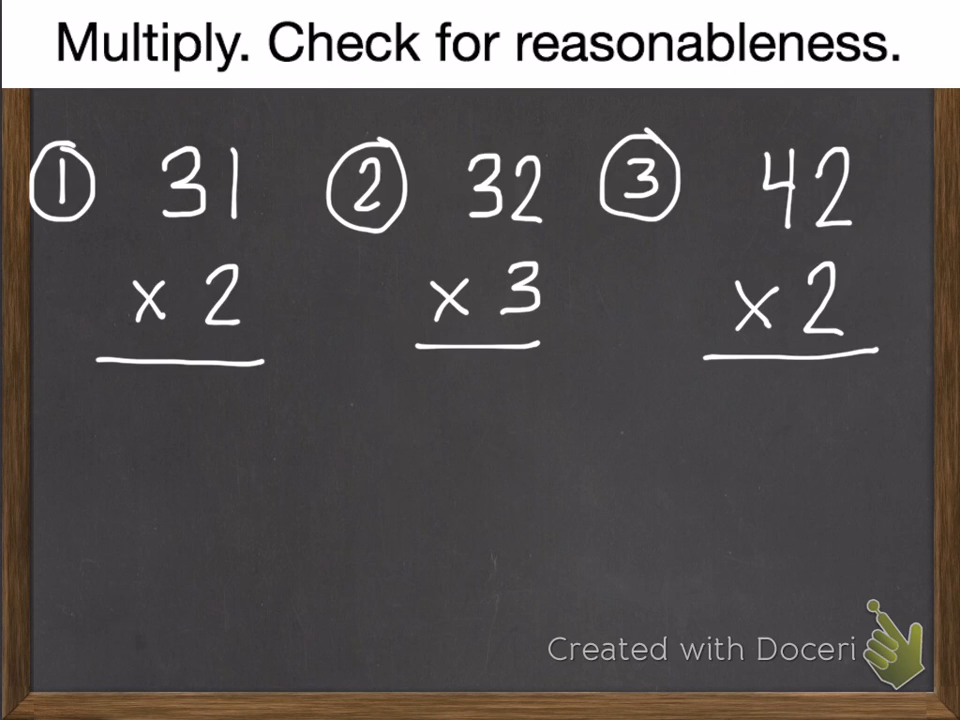 Multiply. Check for reasonableness.
① 31 ② 32 ③ 42
x 2 x 3 x 2
Created with Doceri